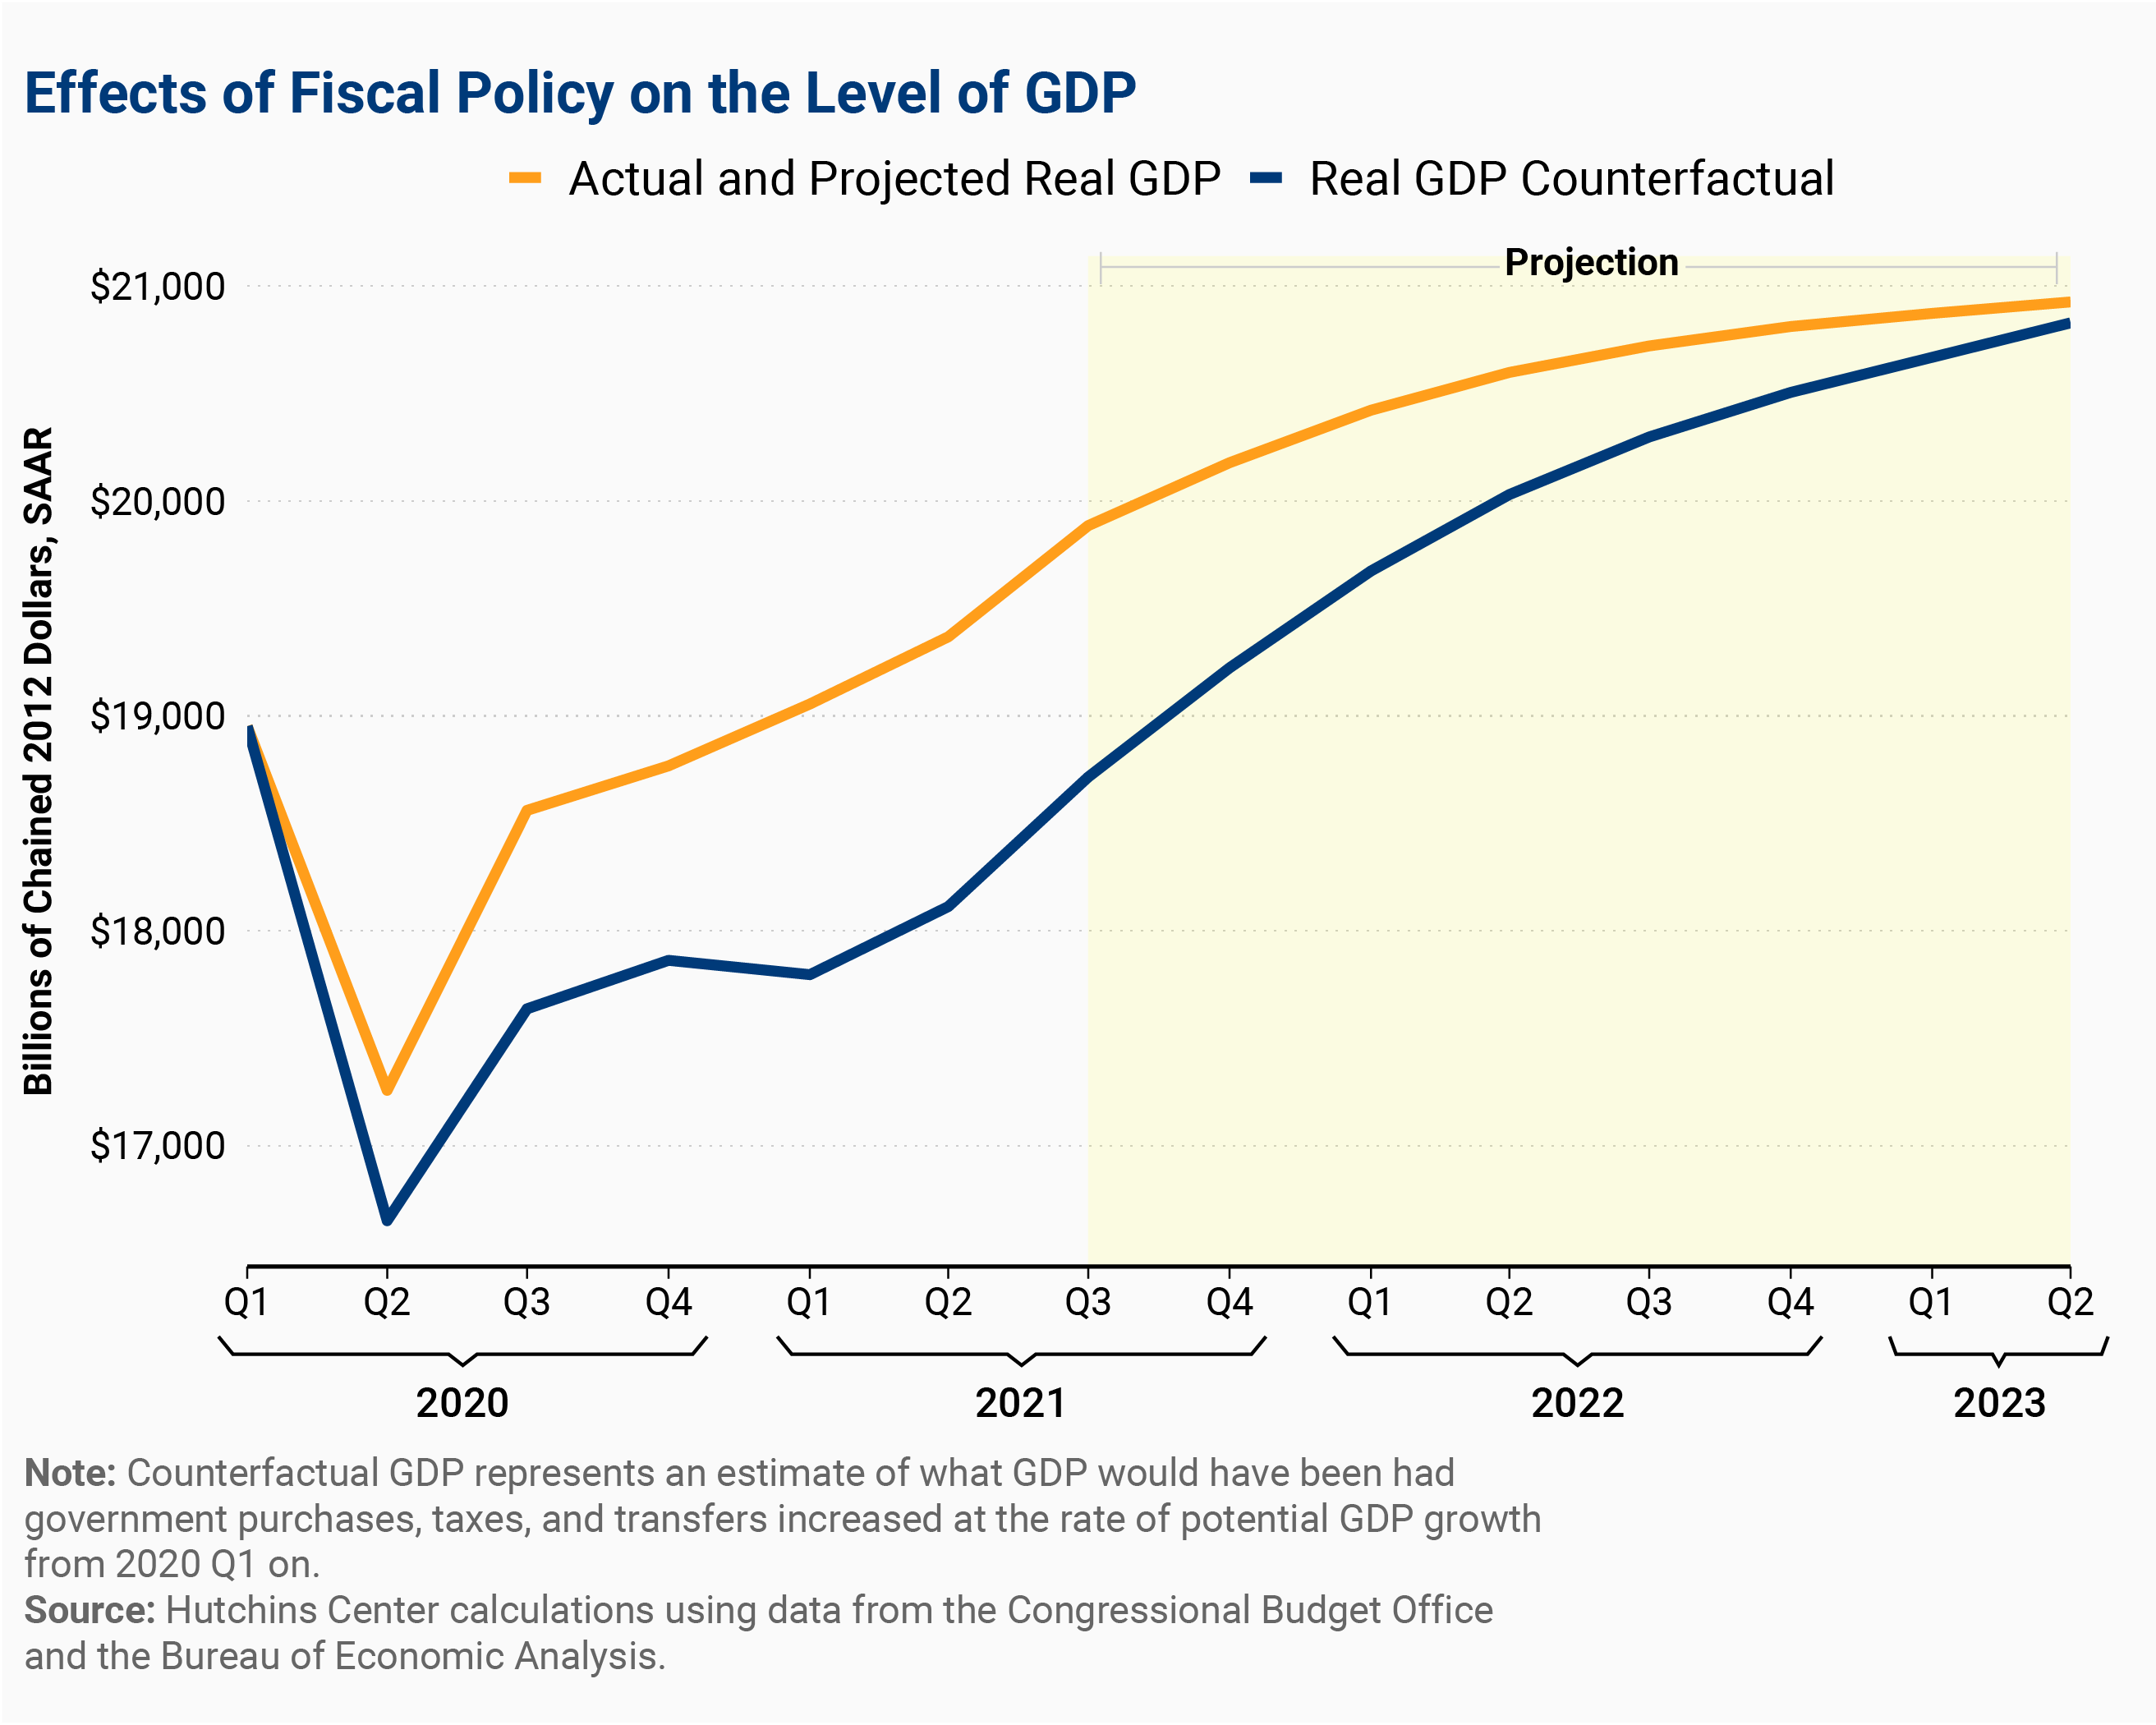 Effects of Fiscal Policy on the Level of GDP
Actual and Projected Real GDP
Real GDP Counterfactual
Projection
Billions of Chained 2012 Dollars, SAAR
$21,000
$20,000
$19,000
$18,000
$17,000
Q1 Q2 Q3 Q4 Q1 Q2 Q3 Q4 Q1 Q2 Q3 Q4 Q1 Q2
2020 2021 2022 2023
Note: Counterfactual GDP represents an estimate of what GDP would have been had
government purchases, taxes, and transfers increased at the rate of potential GDP growth
from 2020 Q1 on.
Source: Hutchins Center calculations using data from the Congressional Budget Office
and the Bureau of Economic Analysis.